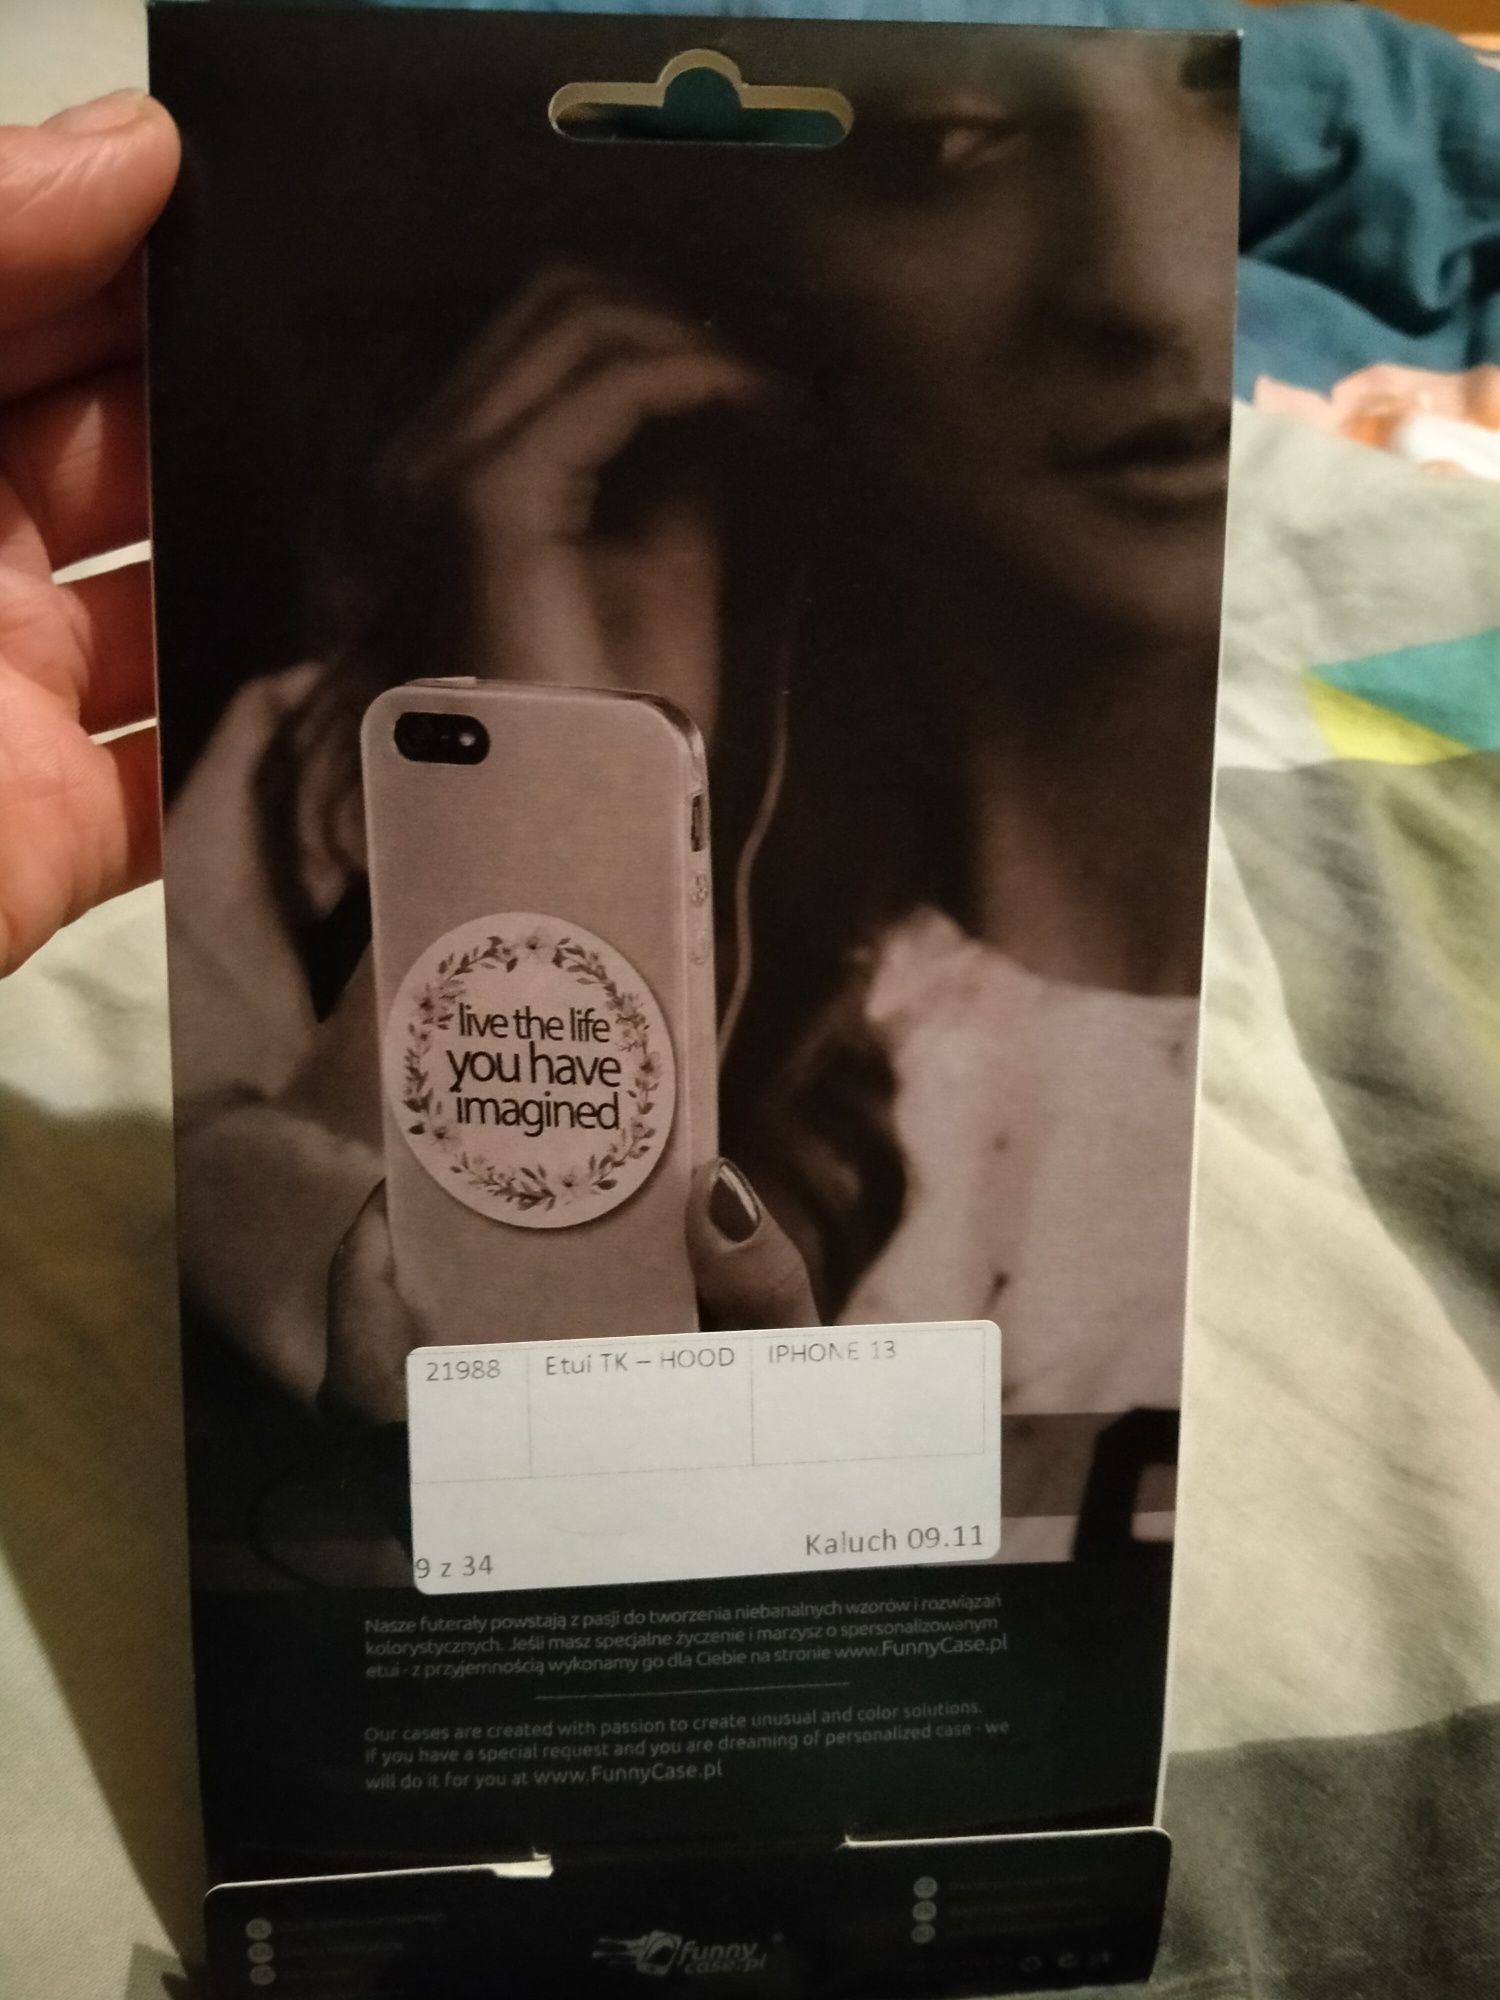 live the life
you have
imagined
21988 Etui TK – HOOD IPHONE 13
9 z 34 Kaluch 09.11
Nasze futerały powstają z pasji do tworzenia niebanalnych wzorów i rozwiązań
kolorystycznych. Jeśli masz specjalne życzenie i marzysz o spersonalizowanym
etui - z przyjemnością wykonamy go dla Ciebie na stronie www.FunnyCase.pl
Our cases are created with passion to create unusual and color solutions.
If you have a special request and you are dreaming of personalized case - we
will do it for you at www.FunnyCase.pl
funny
case.pl